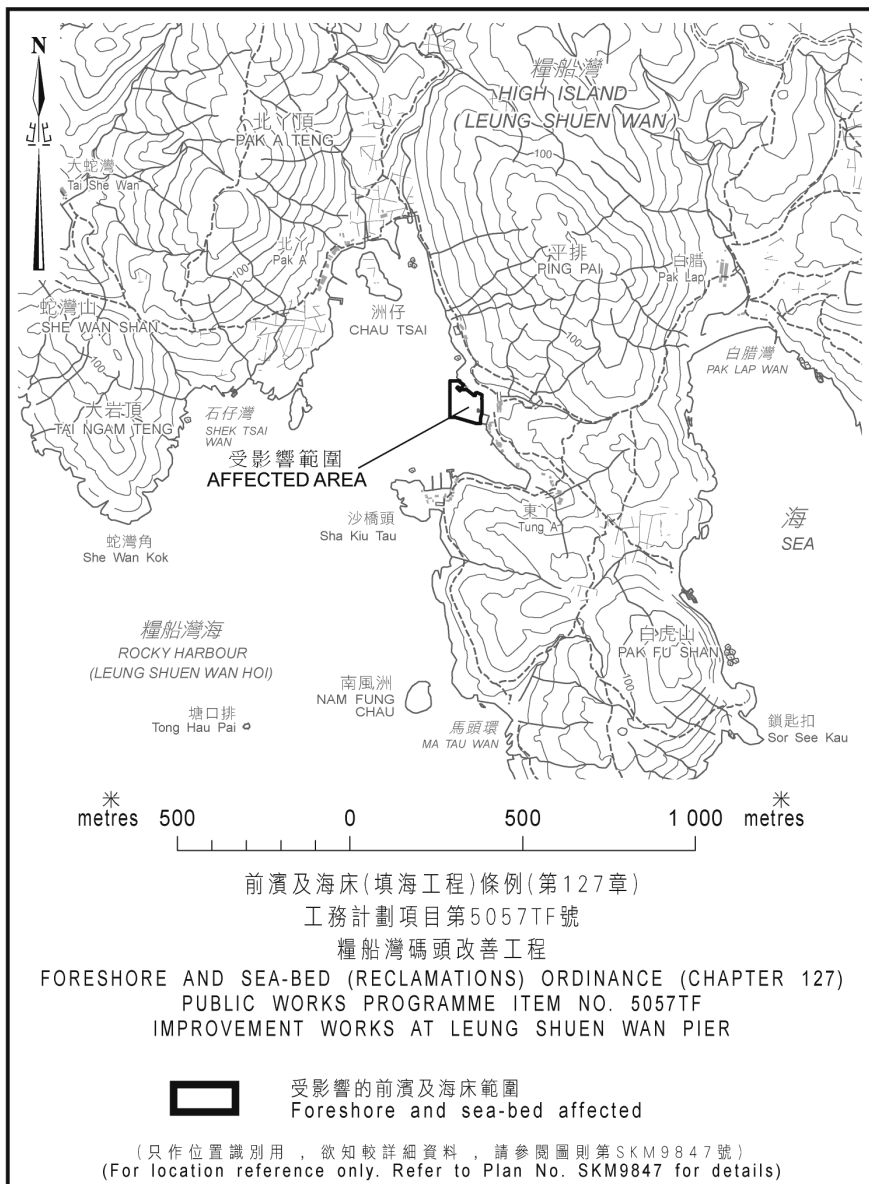 N
糧船灣
HIGH ISLAND
(LEUNG SHUEN WAN)
北丫頂
PAK A TENG
大蛇灣
Tai She Wan
100
北丫
Pak A
100
平排
PING PAI
白腊
Pak Lap
蛇灣山
SHE WAN SHAN
洲仔
CHAU TSAI
100
白腊灣
PAK LAP WAN
100
大岩頂
TAI NGAM TENG
石仔灣
SHEK TSAI
WAN
受影響範圍
AFFECTED AREA
沙橋頭
Sha Kiu Tau
東丫
Tung A
海
SEA
蛇灣角
She Wan Kok
糧船灣海
ROCKY HARBOUR
(LEUNG SHUEN WAN HOI)
白虎山
PAK FU SHAN
100
南風洲
NAM FUNG
CHAU
塘口排
Tong Hau Pai
馬頭環
MA TAU WAN
鎖匙扣
Sor See Kau
米 米
metres 500 0 500 1 000 metres
前濱及海床(填海工程)條例(第127章)
工務計劃項目第5057TF號
糧船灣碼頭改善工程
FORESHORE AND SEA-BED (RECLAMATIONS) ORDINANCE (CHAPTER 127)
PUBLIC WORKS PROGRAMME ITEM NO. 5057TF
IMPROVEMENT WORKS AT LEUNG SHUEN WAN PIER
受影響的前濱及海床範圍
Foreshore and sea-bed affected
(只作位置識別用 , 欲知較詳細資料 , 請參閱圖則第SKM9847號)
(For location reference only. Refer to Plan No. SKM9847 for details)